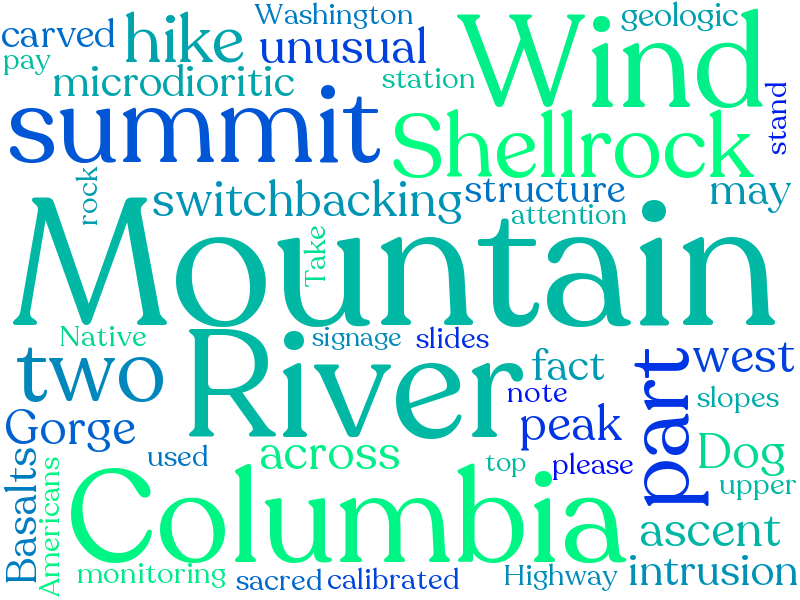 Washington
geologic
carved
hike
unusual
Wind
pay
microdioritic
station
stand
summit
Shellrock
rock
switchbacking
structure
may
attention
Mountain
Take
Native
signage
slides
River
two
fact
west
part
note
slopes
Gorge
peak
across
used
Dog
top
please
Basalts
Americans
upper
Columbia
ascent
monitoring
sacred
calibrated
Highway
intrusion